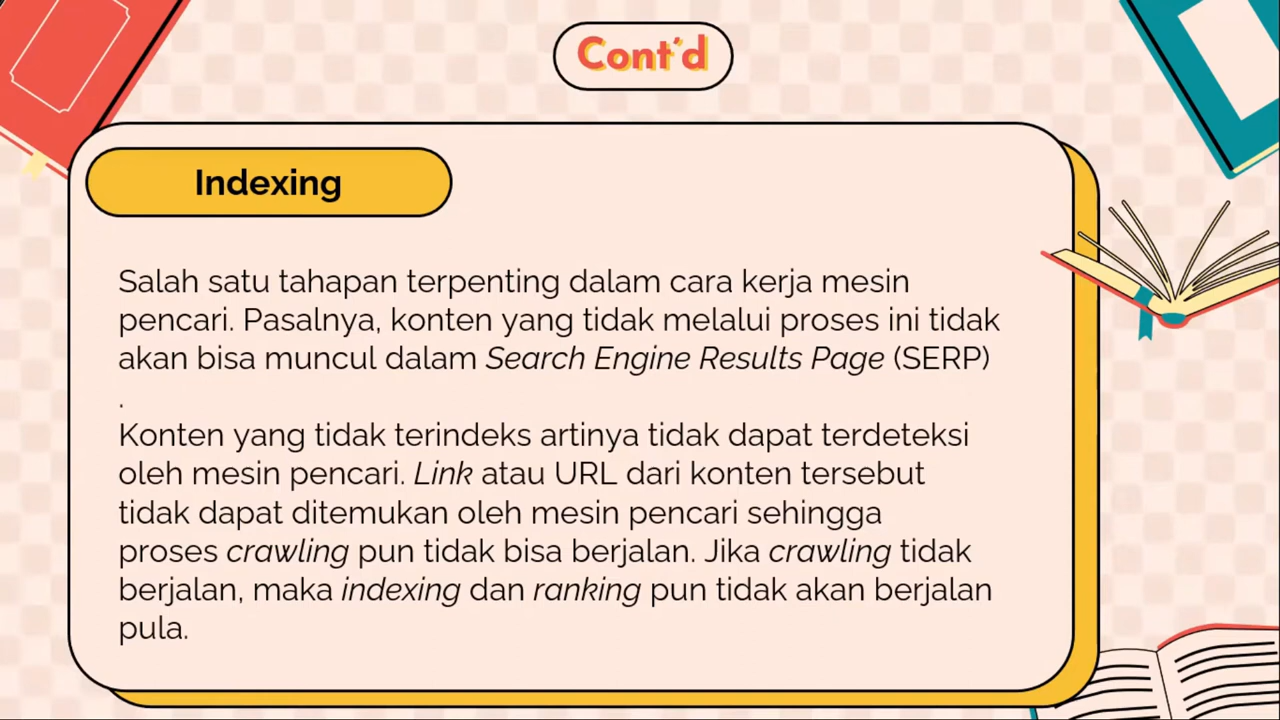 Cont'd
Indexing
Salah satu tahapan terpenting dalam cara kerja mesin
pencari. Pasalnya, konten yang tidak melalui proses ini tidak
akan bisa muncul dalam Search Engine Results Page (SERP)
.
Konten yang tidak terindeks artinya tidak dapat terdeteksi
oleh mesin pencari. Link atau URL dari konten tersebut
tidak dapat ditemukan oleh mesin pencari sehingga
proses crawling pun tidak bisa berjalan. Jika crawling tidak
berjalan, maka indexing dan ranking pun tidak akan berjalan
pula.